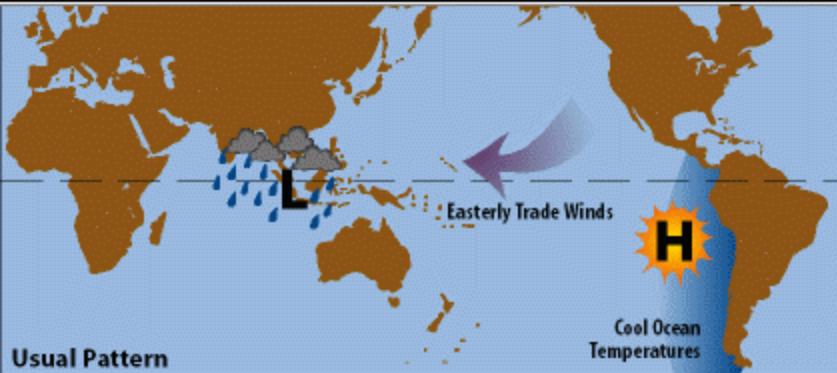 L
Easterly Trade Winds
H
Cool Ocean
Temperatures
Usual Pattern